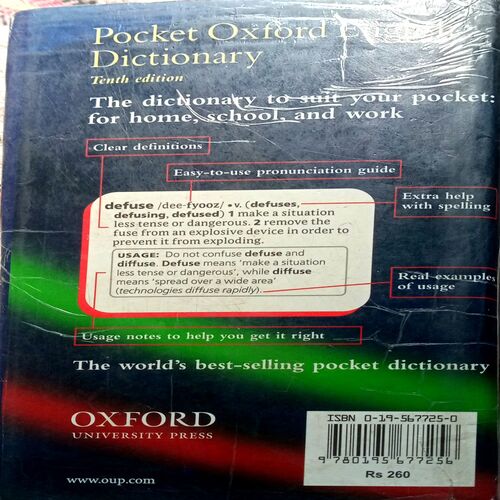 Pocket Oxford English
Dictionary
Tenth edition
The dictionary to suit your pocket:
for home, school, and work
Clear definitions
Easy-to-use pronunciation guide
Extra help
with spelling
defuse /dee-fyooz/ • v. (defuses,
defusing, defused) 1 make a situation
less tense or dangerous. 2 remove the
fuse from an explosive device in order to
prevent it from exploding.
USAGE: Do not confuse defuse and
diffuse. Defuse means 'make a situation
less tense or dangerous', while diffuse
means 'spread over a wide area'
(technologies diffuse rapidly).
Real examples
of usage
Usage notes to help you get it right
The world's best-selling pocket dictionary
OXFORD
UNIVERSITY PRESS
www.oup.com
ISBN 0-19-567725-0
9 780195 677256
Rs 260